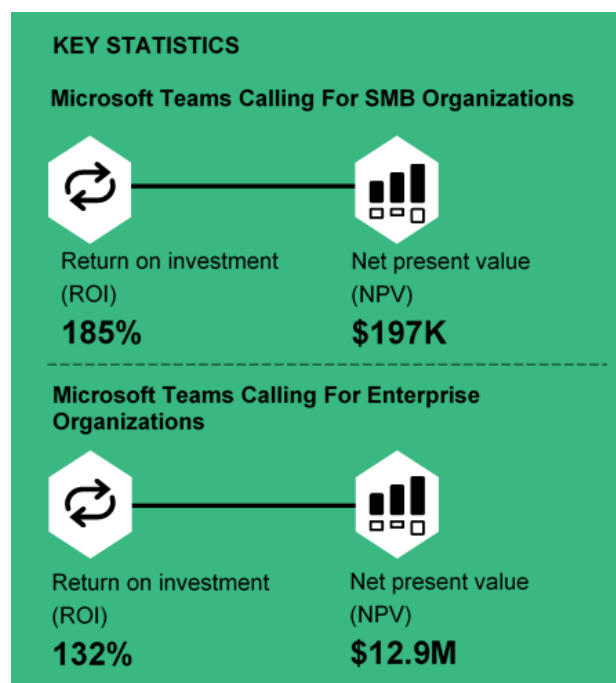 KEY STATISTICS
Microsoft Teams Calling For SMB Organizations
Return on investment
(ROI)
185%
Net present value
(NPV)
$197K
Microsoft Teams Calling For Enterprise
Organizations
Return on investment
(ROI)
132%
Net present value
(NPV)
$12.9M